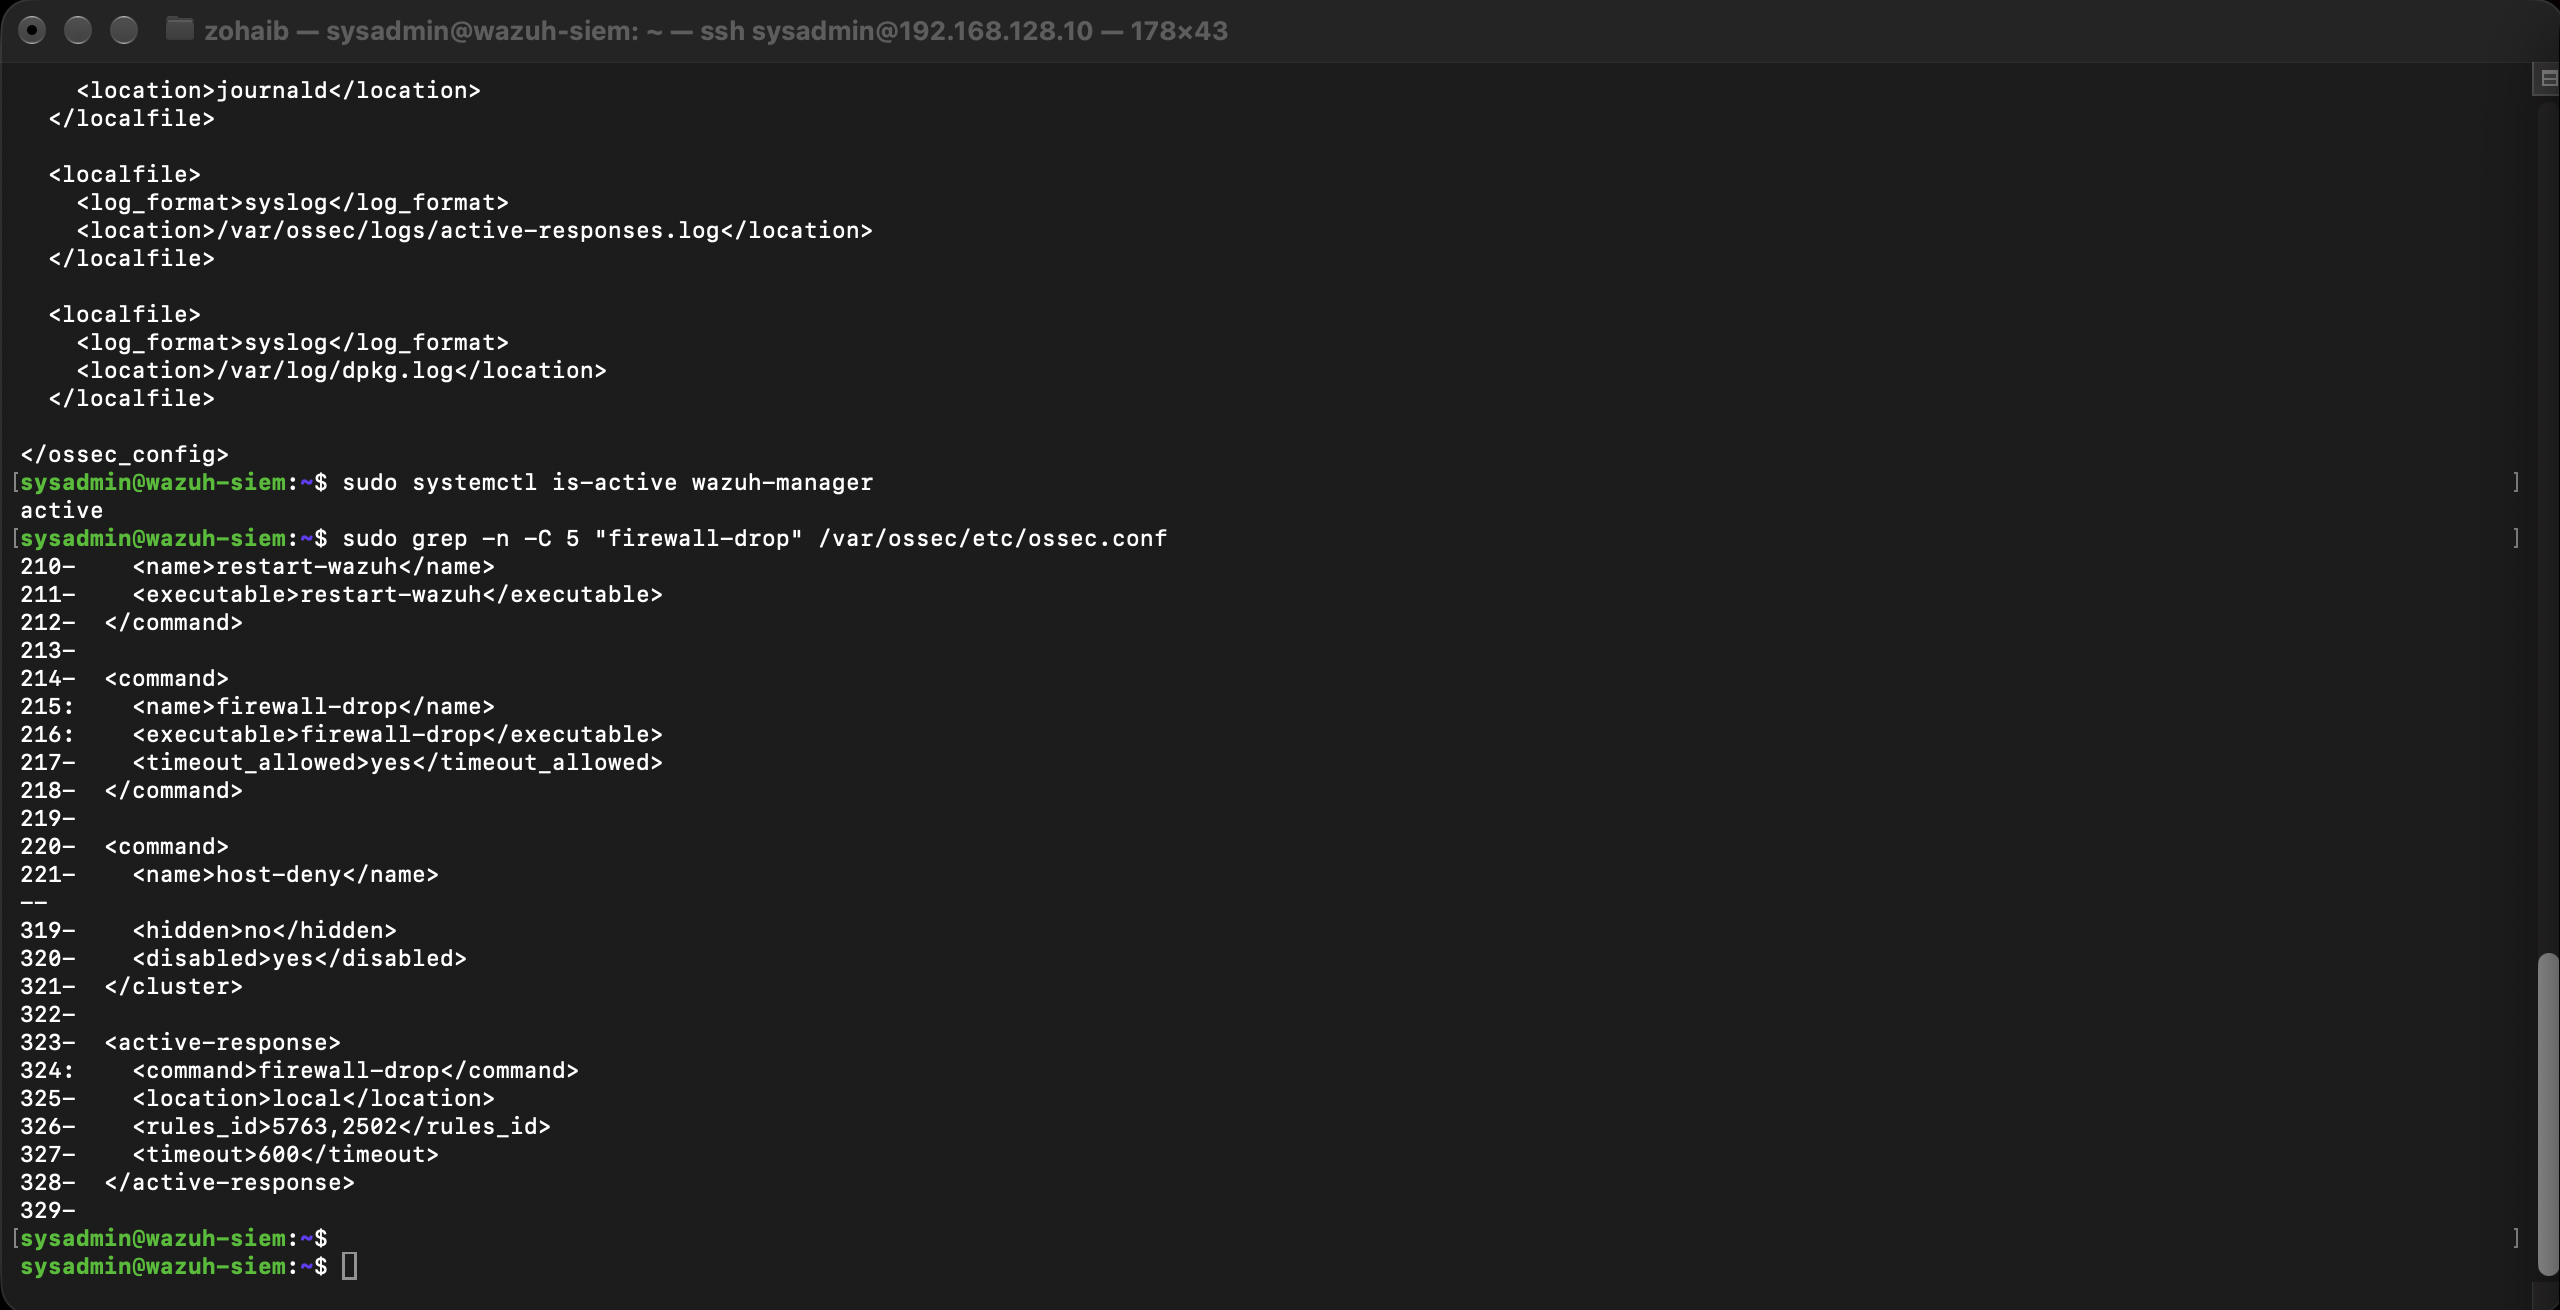 zohaib — sysadmin@wazuh-siem: ~ — ssh sysadmin@192.168.128.10 — 178×43
    <location>journald</location>
  </localfile>

  <localfile>
    <log_format>syslog</log_format>
    <location>/var/ossec/logs/active-responses.log</location>
  </localfile>

  <localfile>
    <log_format>syslog</log_format>
    <location>/var/log/dpkg.log</location>
  </localfile>

</ossec_config>
[sysadmin@wazuh-siem:~$ sudo systemctl is-active wazuh-manager ]
active
[sysadmin@wazuh-siem:~$ sudo grep -n -C 5 "firewall-drop" /var/ossec/etc/ossec.conf ]
210-    <name>restart-wazuh</name>
211-    <executable>restart-wazuh</executable>
212-  </command>
213-
214-  <command>
215:    <name>firewall-drop</name>
216:    <executable>firewall-drop</executable>
217-    <timeout_allowed>yes</timeout_allowed>
218-  </command>
219-
220-  <command>
221-    <name>host-deny</name>
--
319-    <hidden>no</hidden>
320-    <disabled>yes</disabled>
321-  </cluster>
322-
323-  <active-response>
324:    <command>firewall-drop</command>
325-    <location>local</location>
326-    <rules_id>5763,2502</rules_id>
327-    <timeout>600</timeout>
328-  </active-response>
329-
[sysadmin@wazuh-siem:~$ ]
sysadmin@wazuh-siem:~$